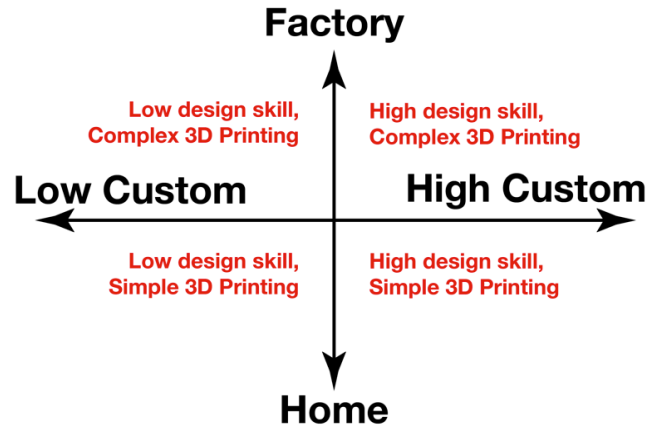 Factory
Low design skill,
Complex 3D Printing
High design skill,
Complex 3D Printing
Low Custom
High Custom
Low design skill,
Simple 3D Printing
High design skill,
Simple 3D Printing
Home